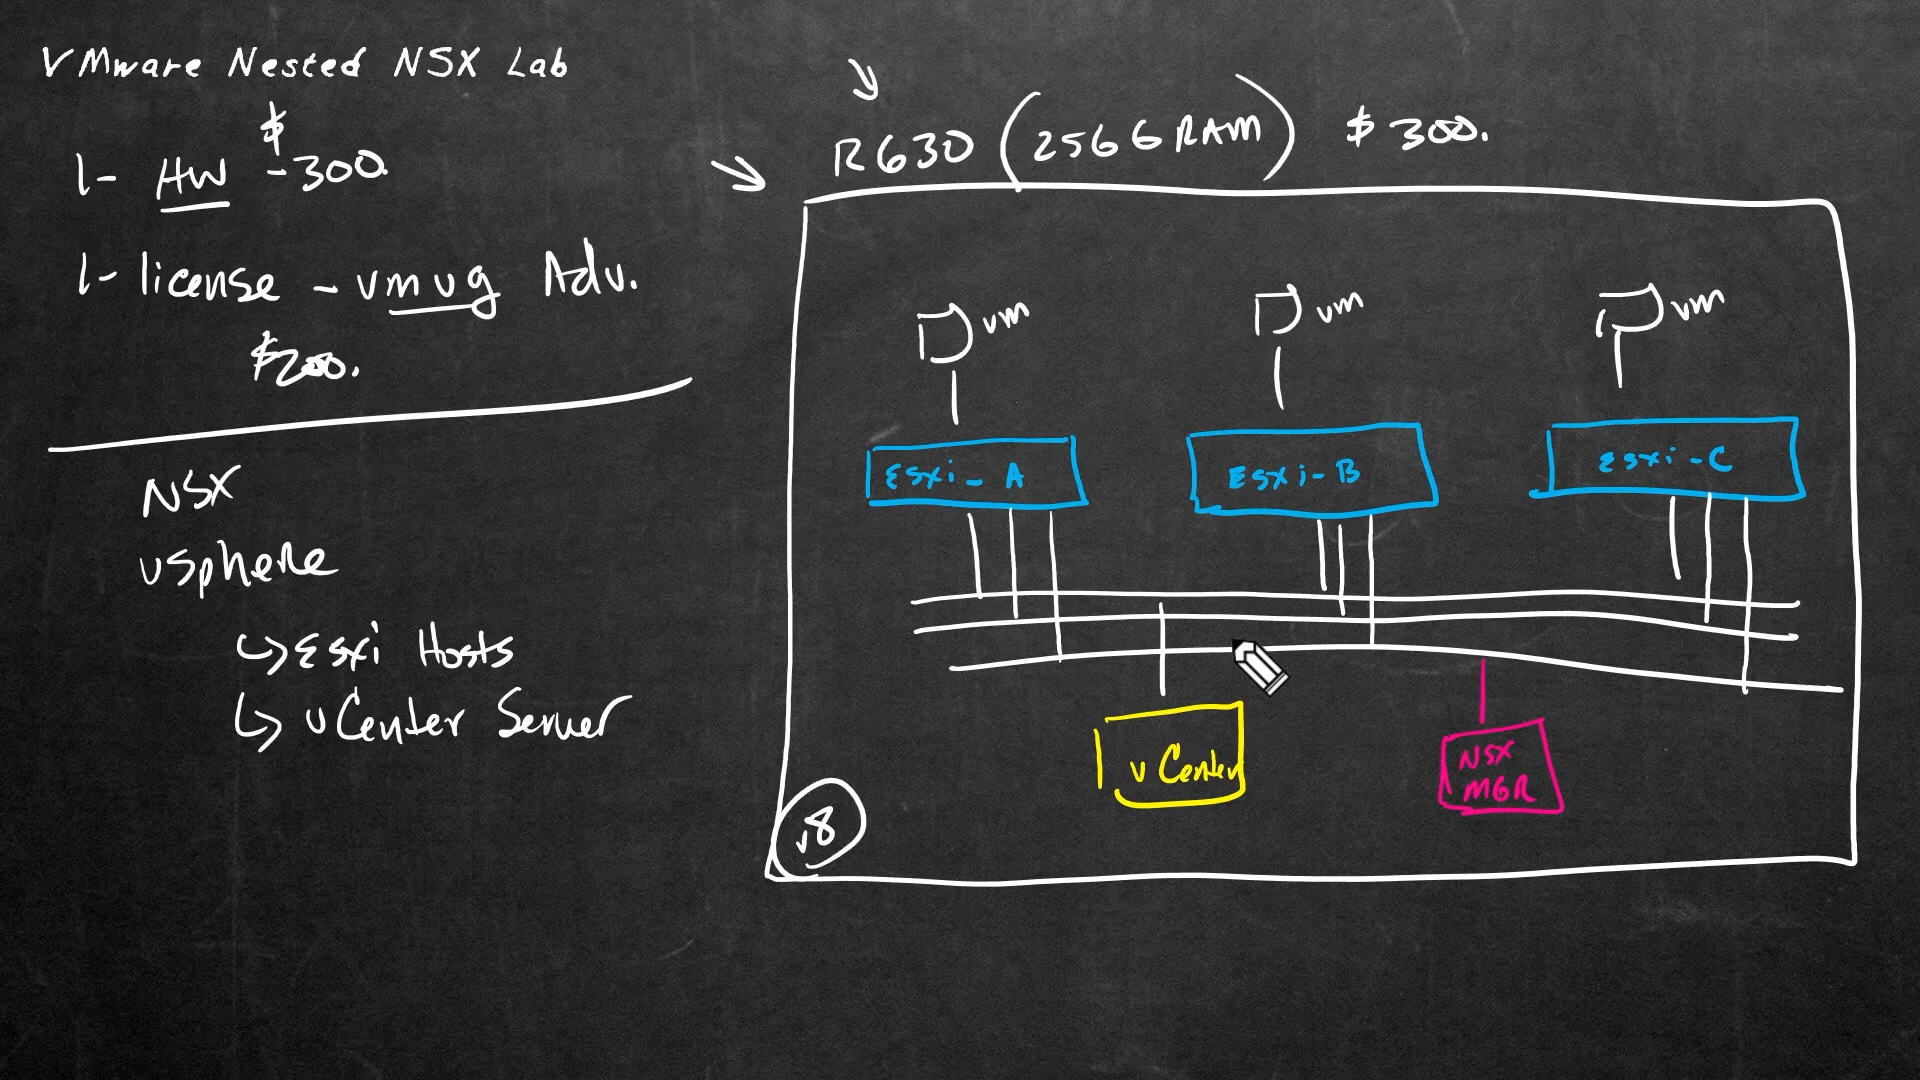 VMware Nested NSX Lab
1- HW - $300.
1- license - vmug Adv.
$200.
NSX
vSphere
↳ Esxi Hosts
↳ vCenter Server
R630 (256G RAM) $300.
vm vm vm
Esxi-A Esxi-B Esxi-C
v Center
NSX
MGR
v8